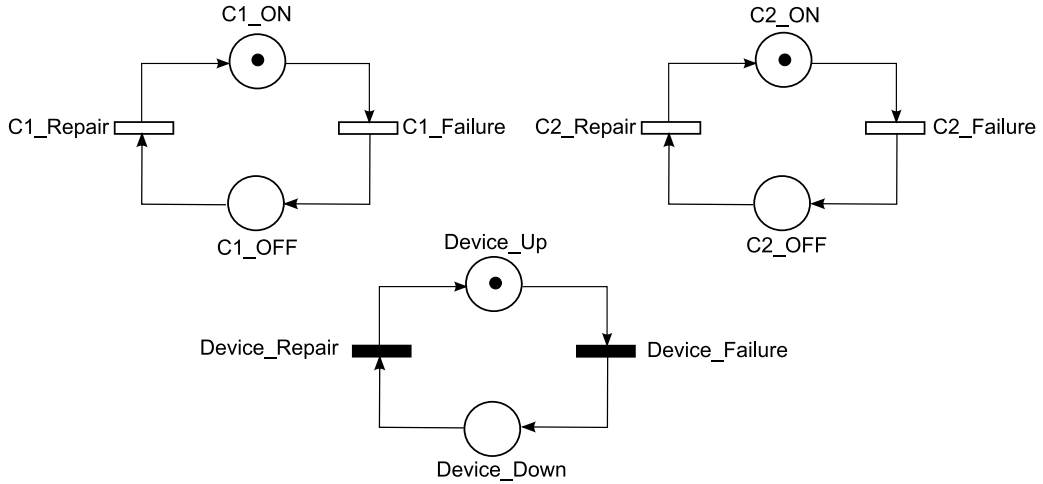 C1_ON
C2_ON
C1_Repair
C1_Failure
C2_Repair
C2_Failure
C1_OFF
C2_OFF
Device_Up
Device_Repair
Device_Failure
Device_Down